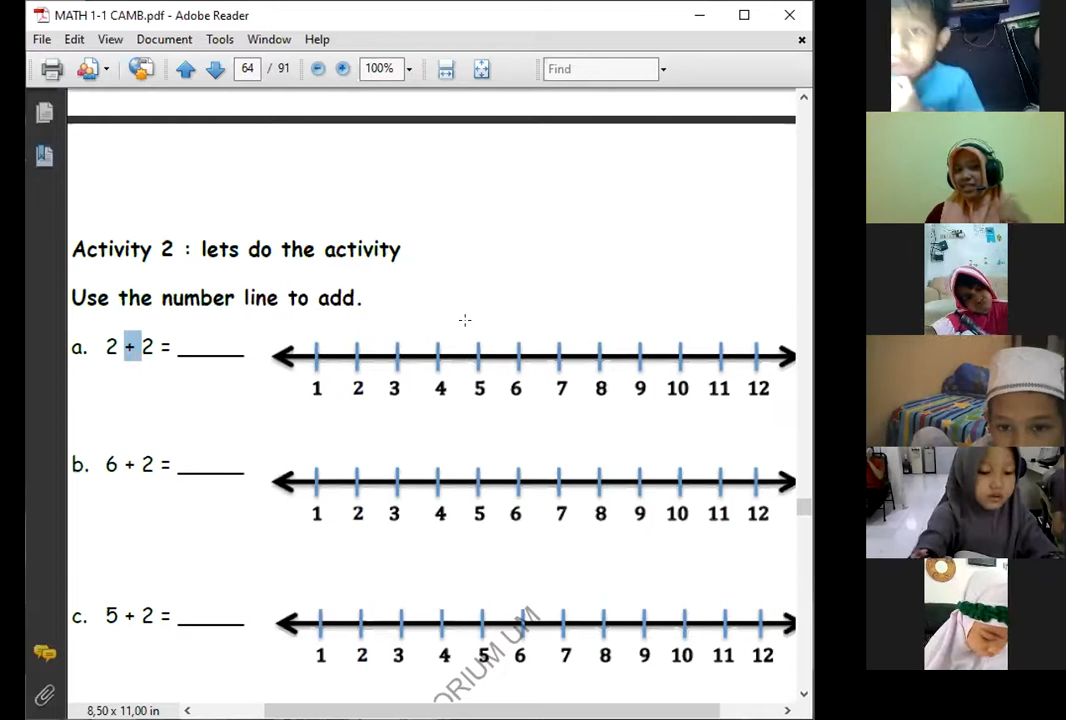 MATH 1-1 CAMB.pdf - Adobe Reader
File Edit View Document Tools Window Help
64 / 91 100% Find
Activity 2 : lets do the activity
Use the number line to add.
a. 2 + 2 = ______
1 2 3 4 5 6 7 8 9 10 11 12
b. 6 + 2 = ______
1 2 3 4 5 6 7 8 9 10 11 12
c. 5 + 2 = ______
1 2 3 4 5 6 7 8 9 10 11 12
ORIUM UM
8,50 x 11,00 in